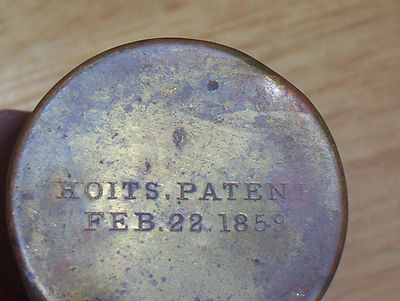 HOITS. PATENT
FEB. 22. 1859